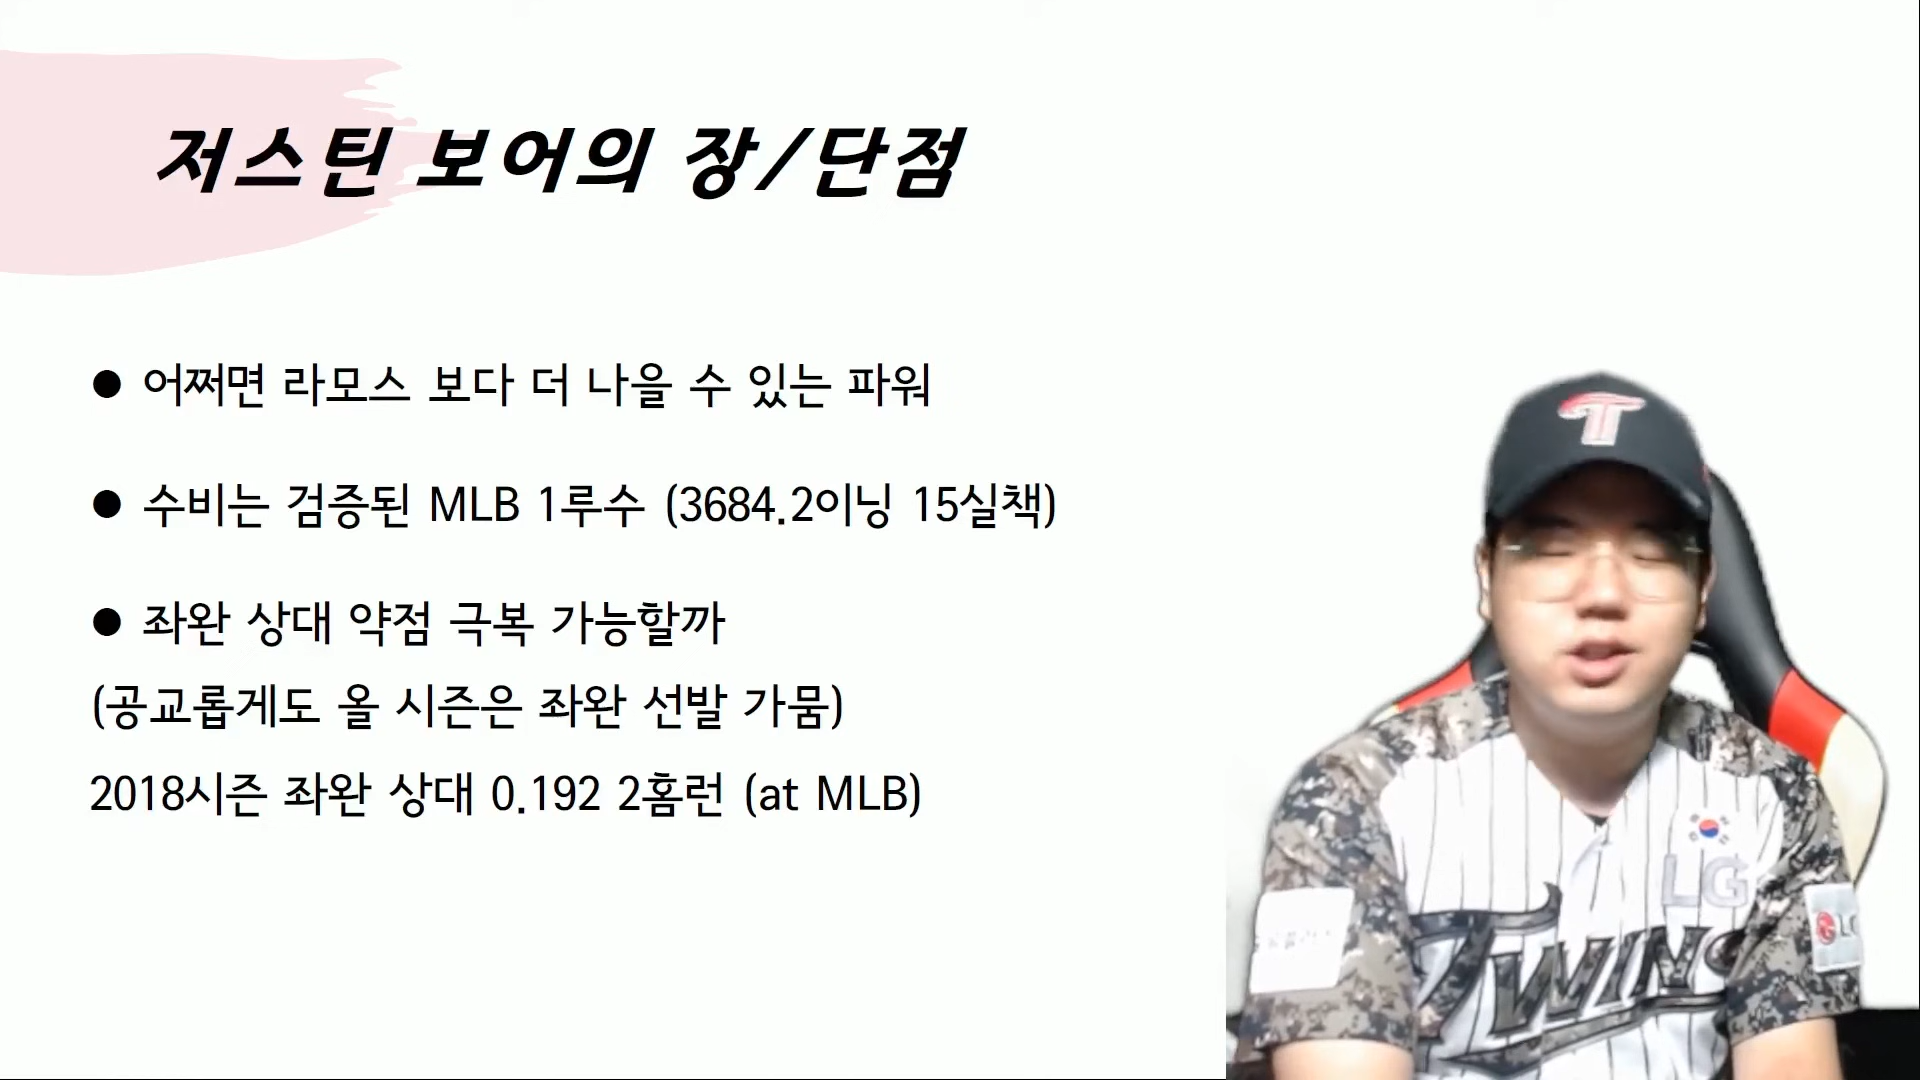 저스틴 보어의 장/단점
● 어쩌면 라모스 보다 더 나을 수 있는 파워
● 수비는 검증된 MLB 1루수 (3684.2이닝 15실책)
● 좌완 상대 약점 극복 가능할까
(공교롭게도 올 시즌은 좌완 선발 가뭄)
2018시즌 좌완 상대 0.192 2홈런 (at MLB)
T
LG
TWINS
LG